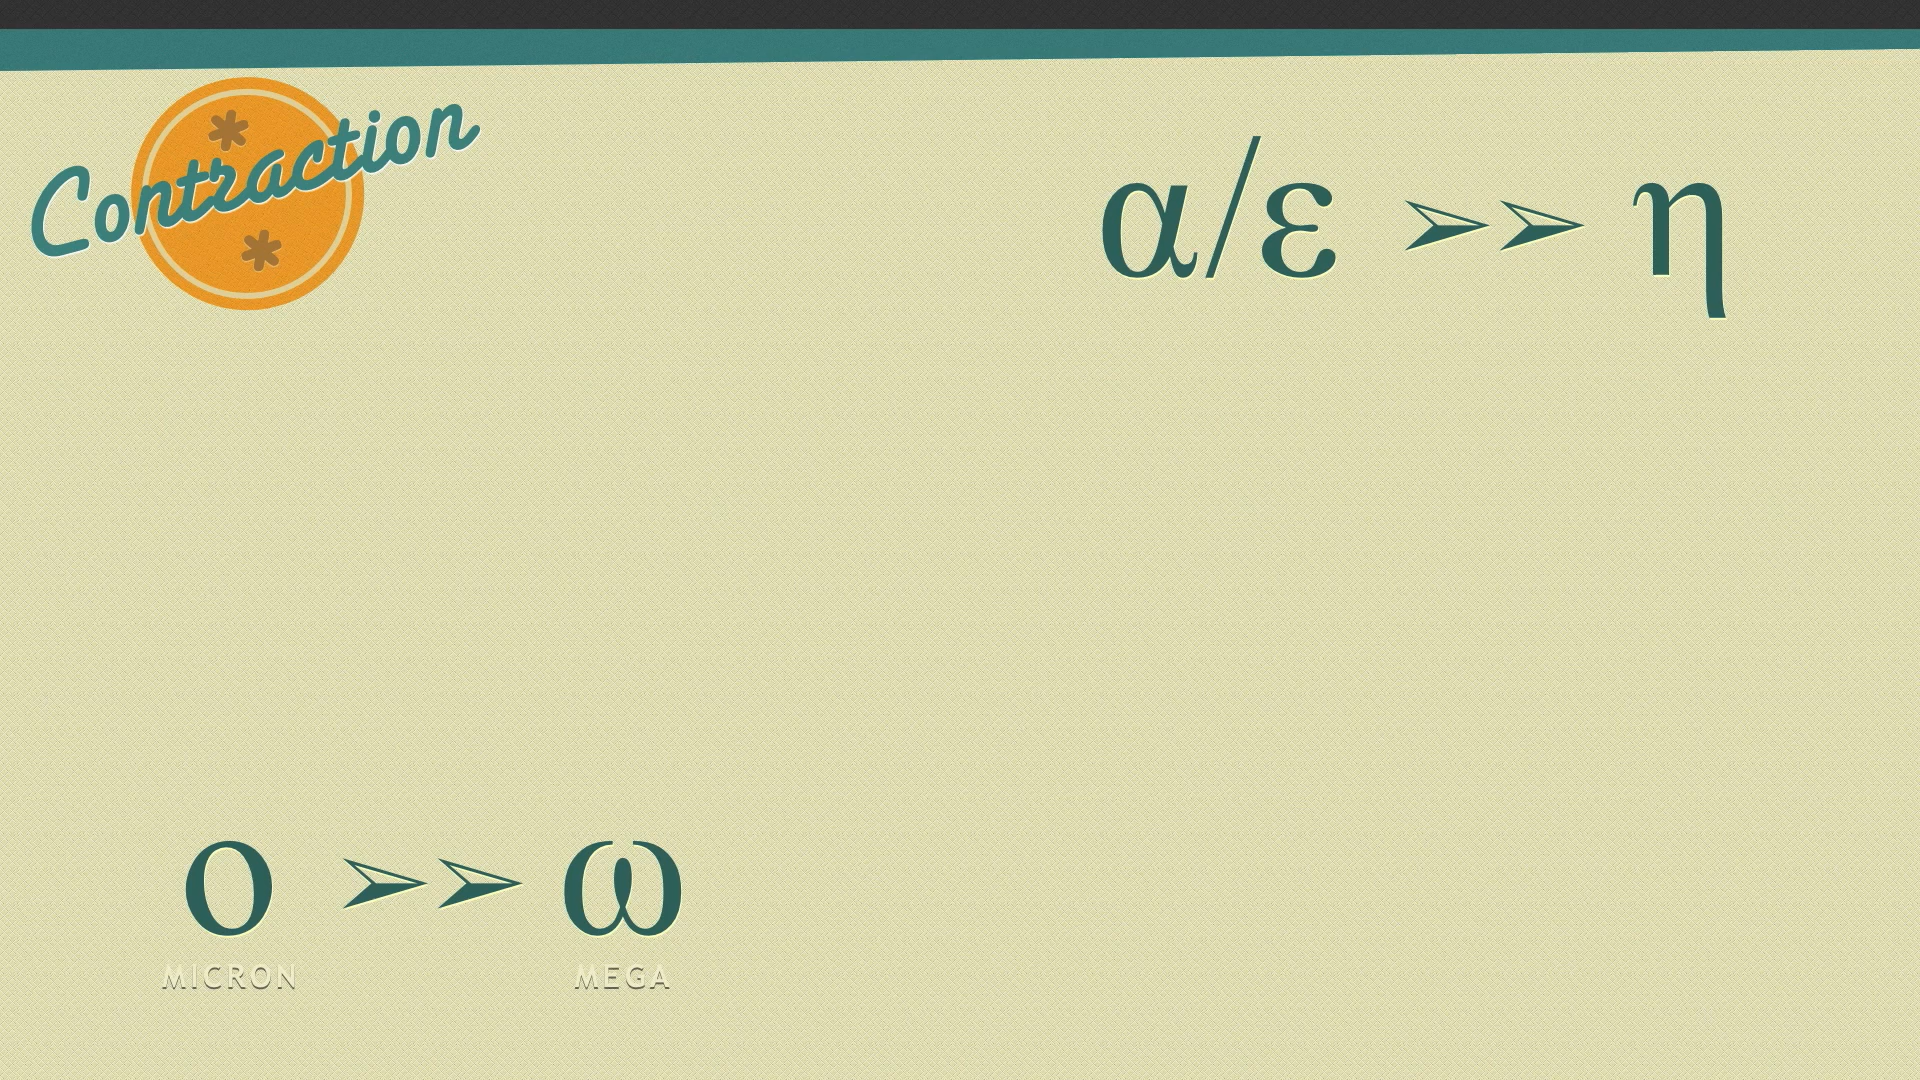 Contraction
α/ε ➢➢ η
ο ➢➢ ω
MICRON MEGA